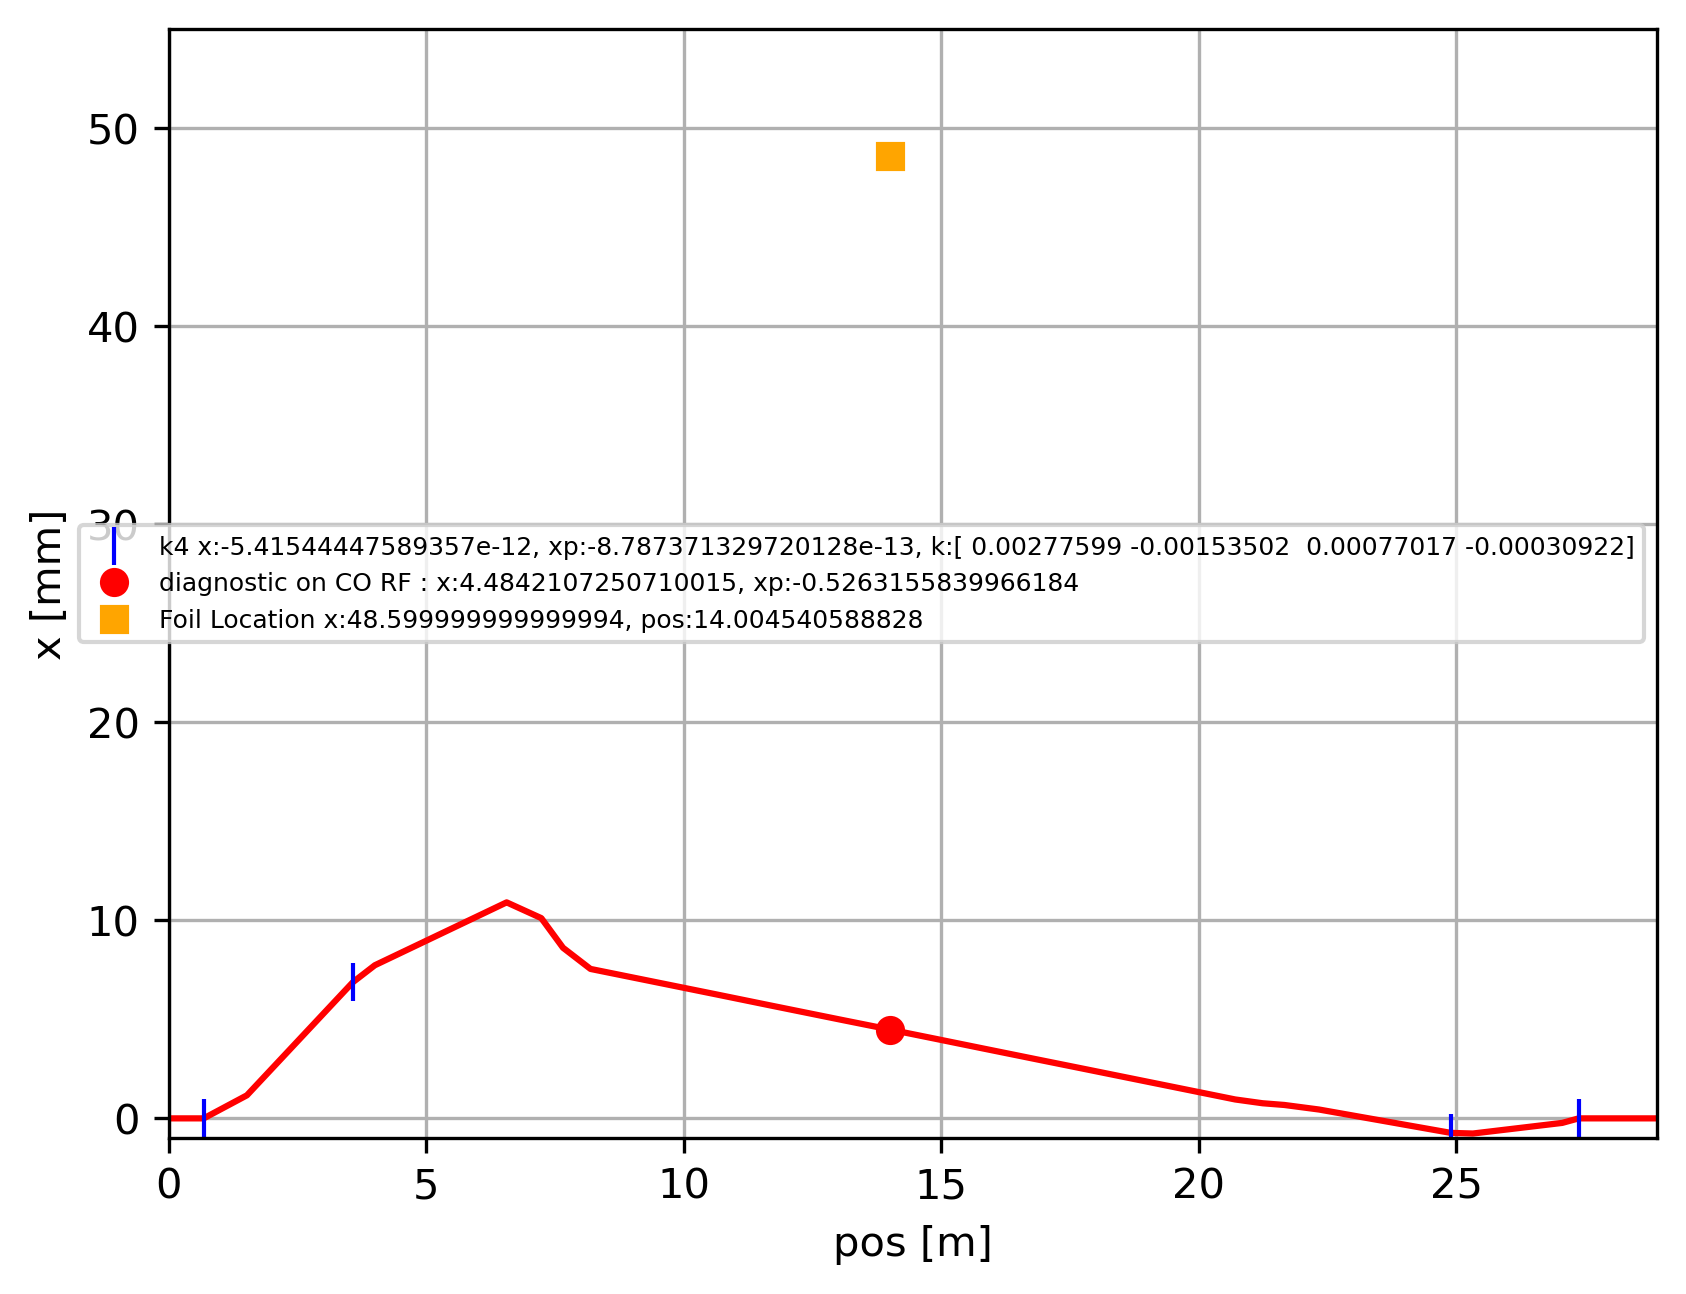 50
40
30
x [mm]
k4 x:-5.41544447589357e-12, xp:-8.787371329720128e-13, k:[ 0.00277599 -0.00153502  0.00077017 -0.00030922]
diagnostic on CO RF : x:4.4842107250710015, xp:-0.5263155839966184
Foil Location x:48.599999999999994, pos:14.004540588828
20
10
0
0 5 10 15 20 25
pos [m]